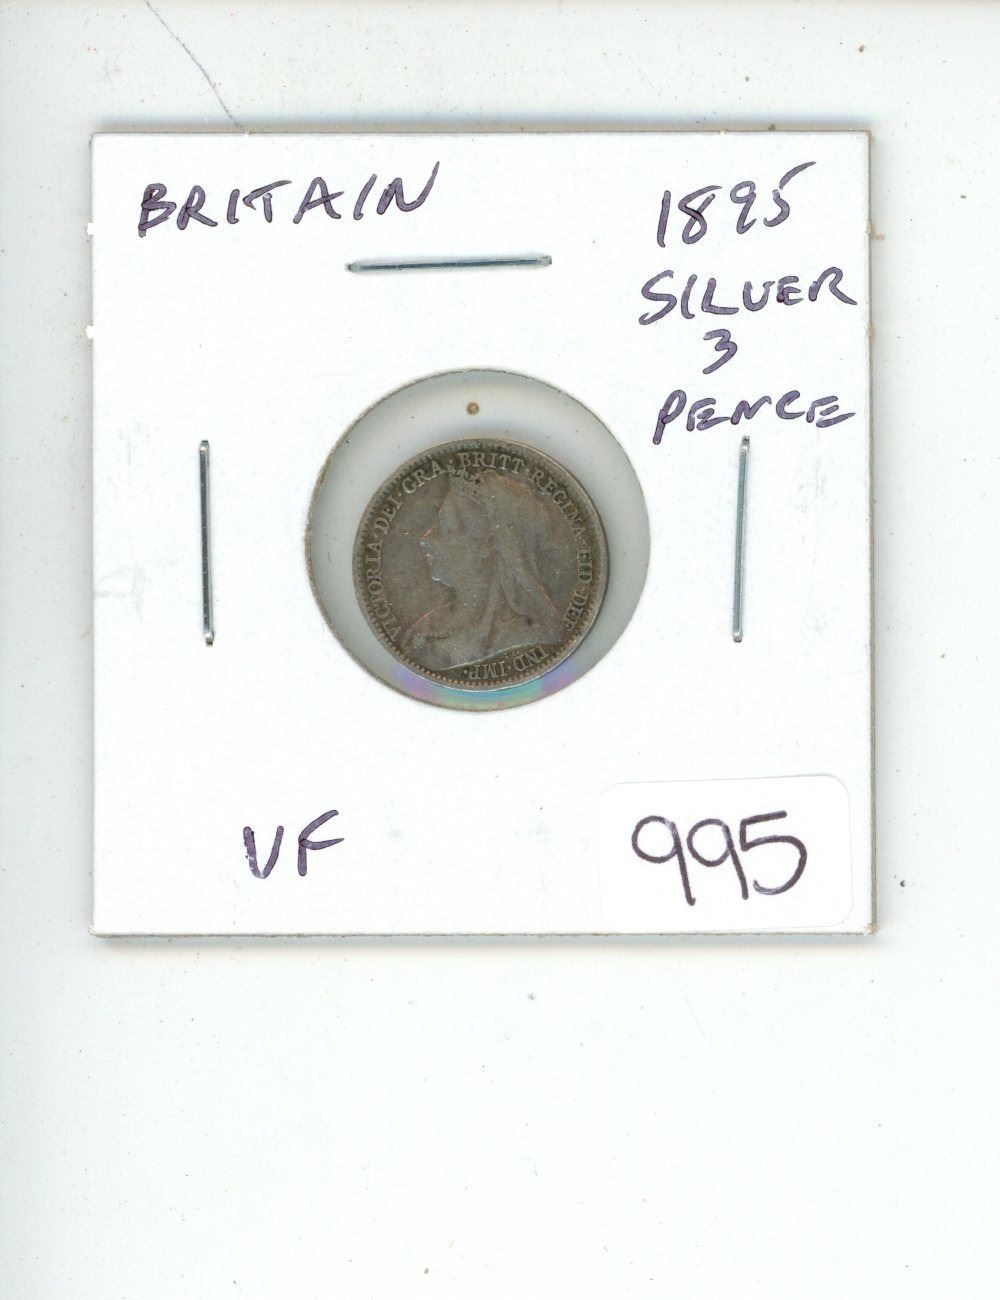 BRITAIN
1895
SILVER
3
PENCE
VICTORIA·DEI·GRA·BRITT·REGINA·FID·DEF·IND·IMP·
VF
995